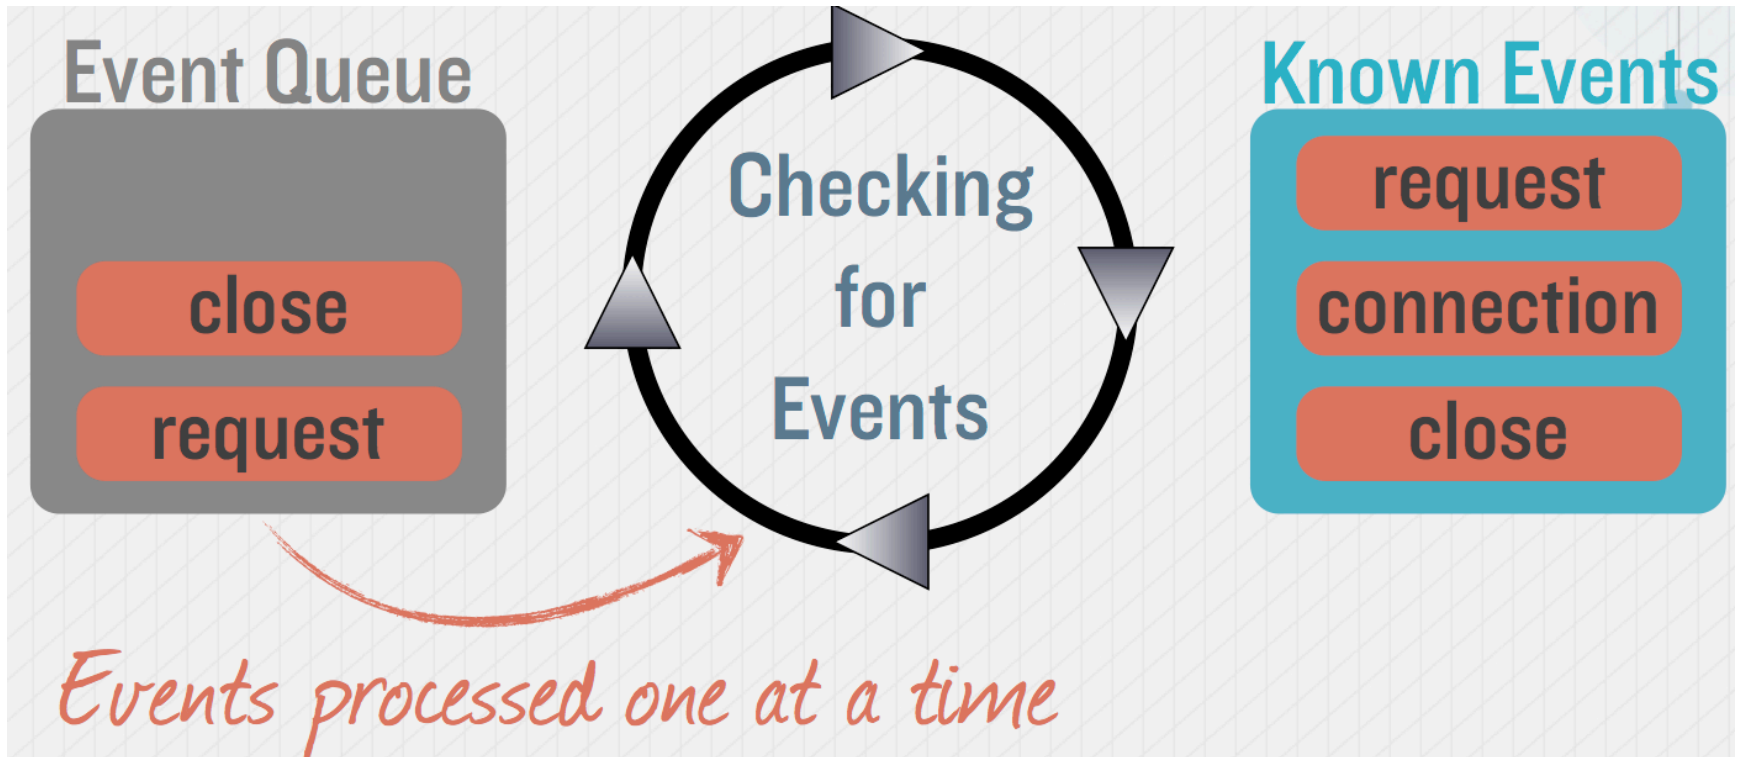 Event Queue
close
request
Checking
for
Events
Known Events
request
connection
close
Events processed one at a time